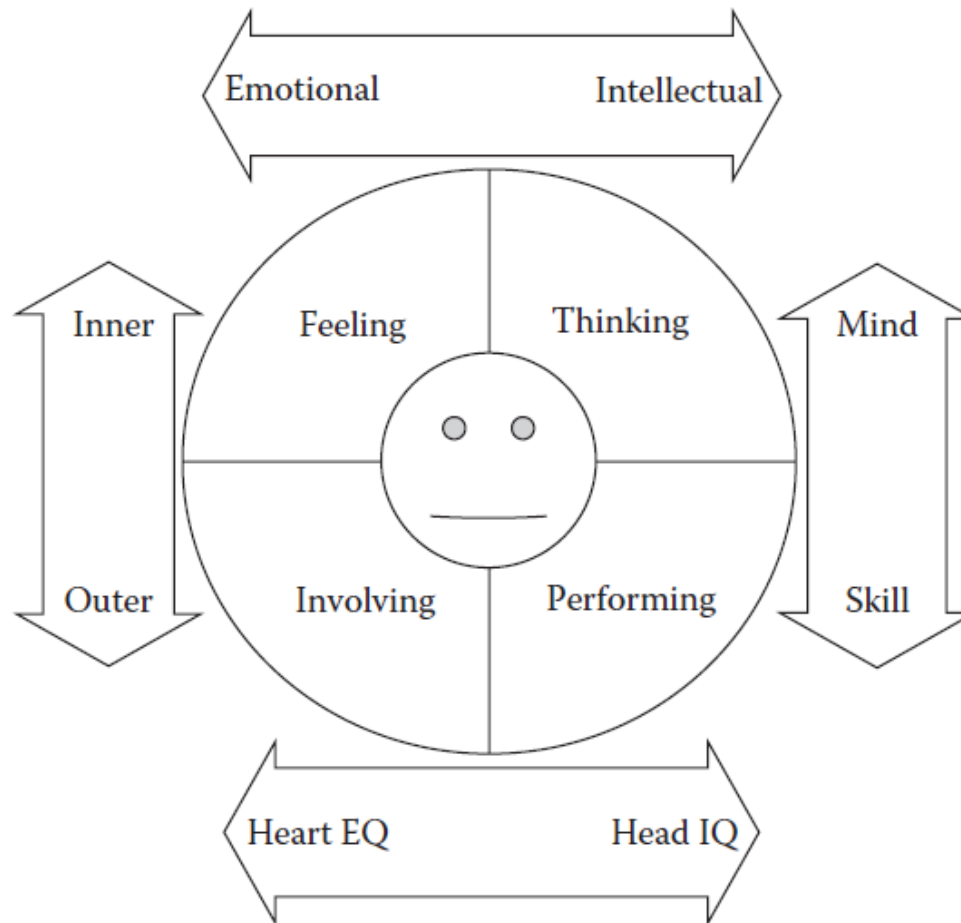 Emotional
Intellectual
Inner
Feeling
Thinking
Mind
Outer
Involving
Performing
Skill
Heart EQ
Head IQ